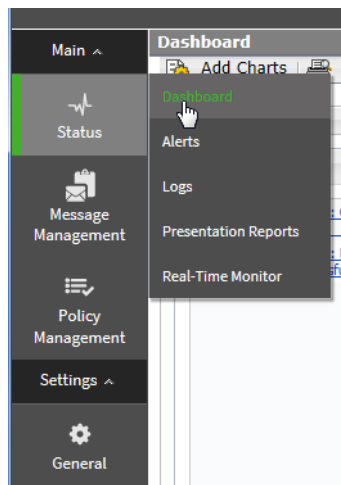 Main
Dashboard
Add Charts
Status
Dashboard
Alerts
Logs
Presentation Reports
Real-Time Monitor
Message
Management
Policy
Management
Settings
General